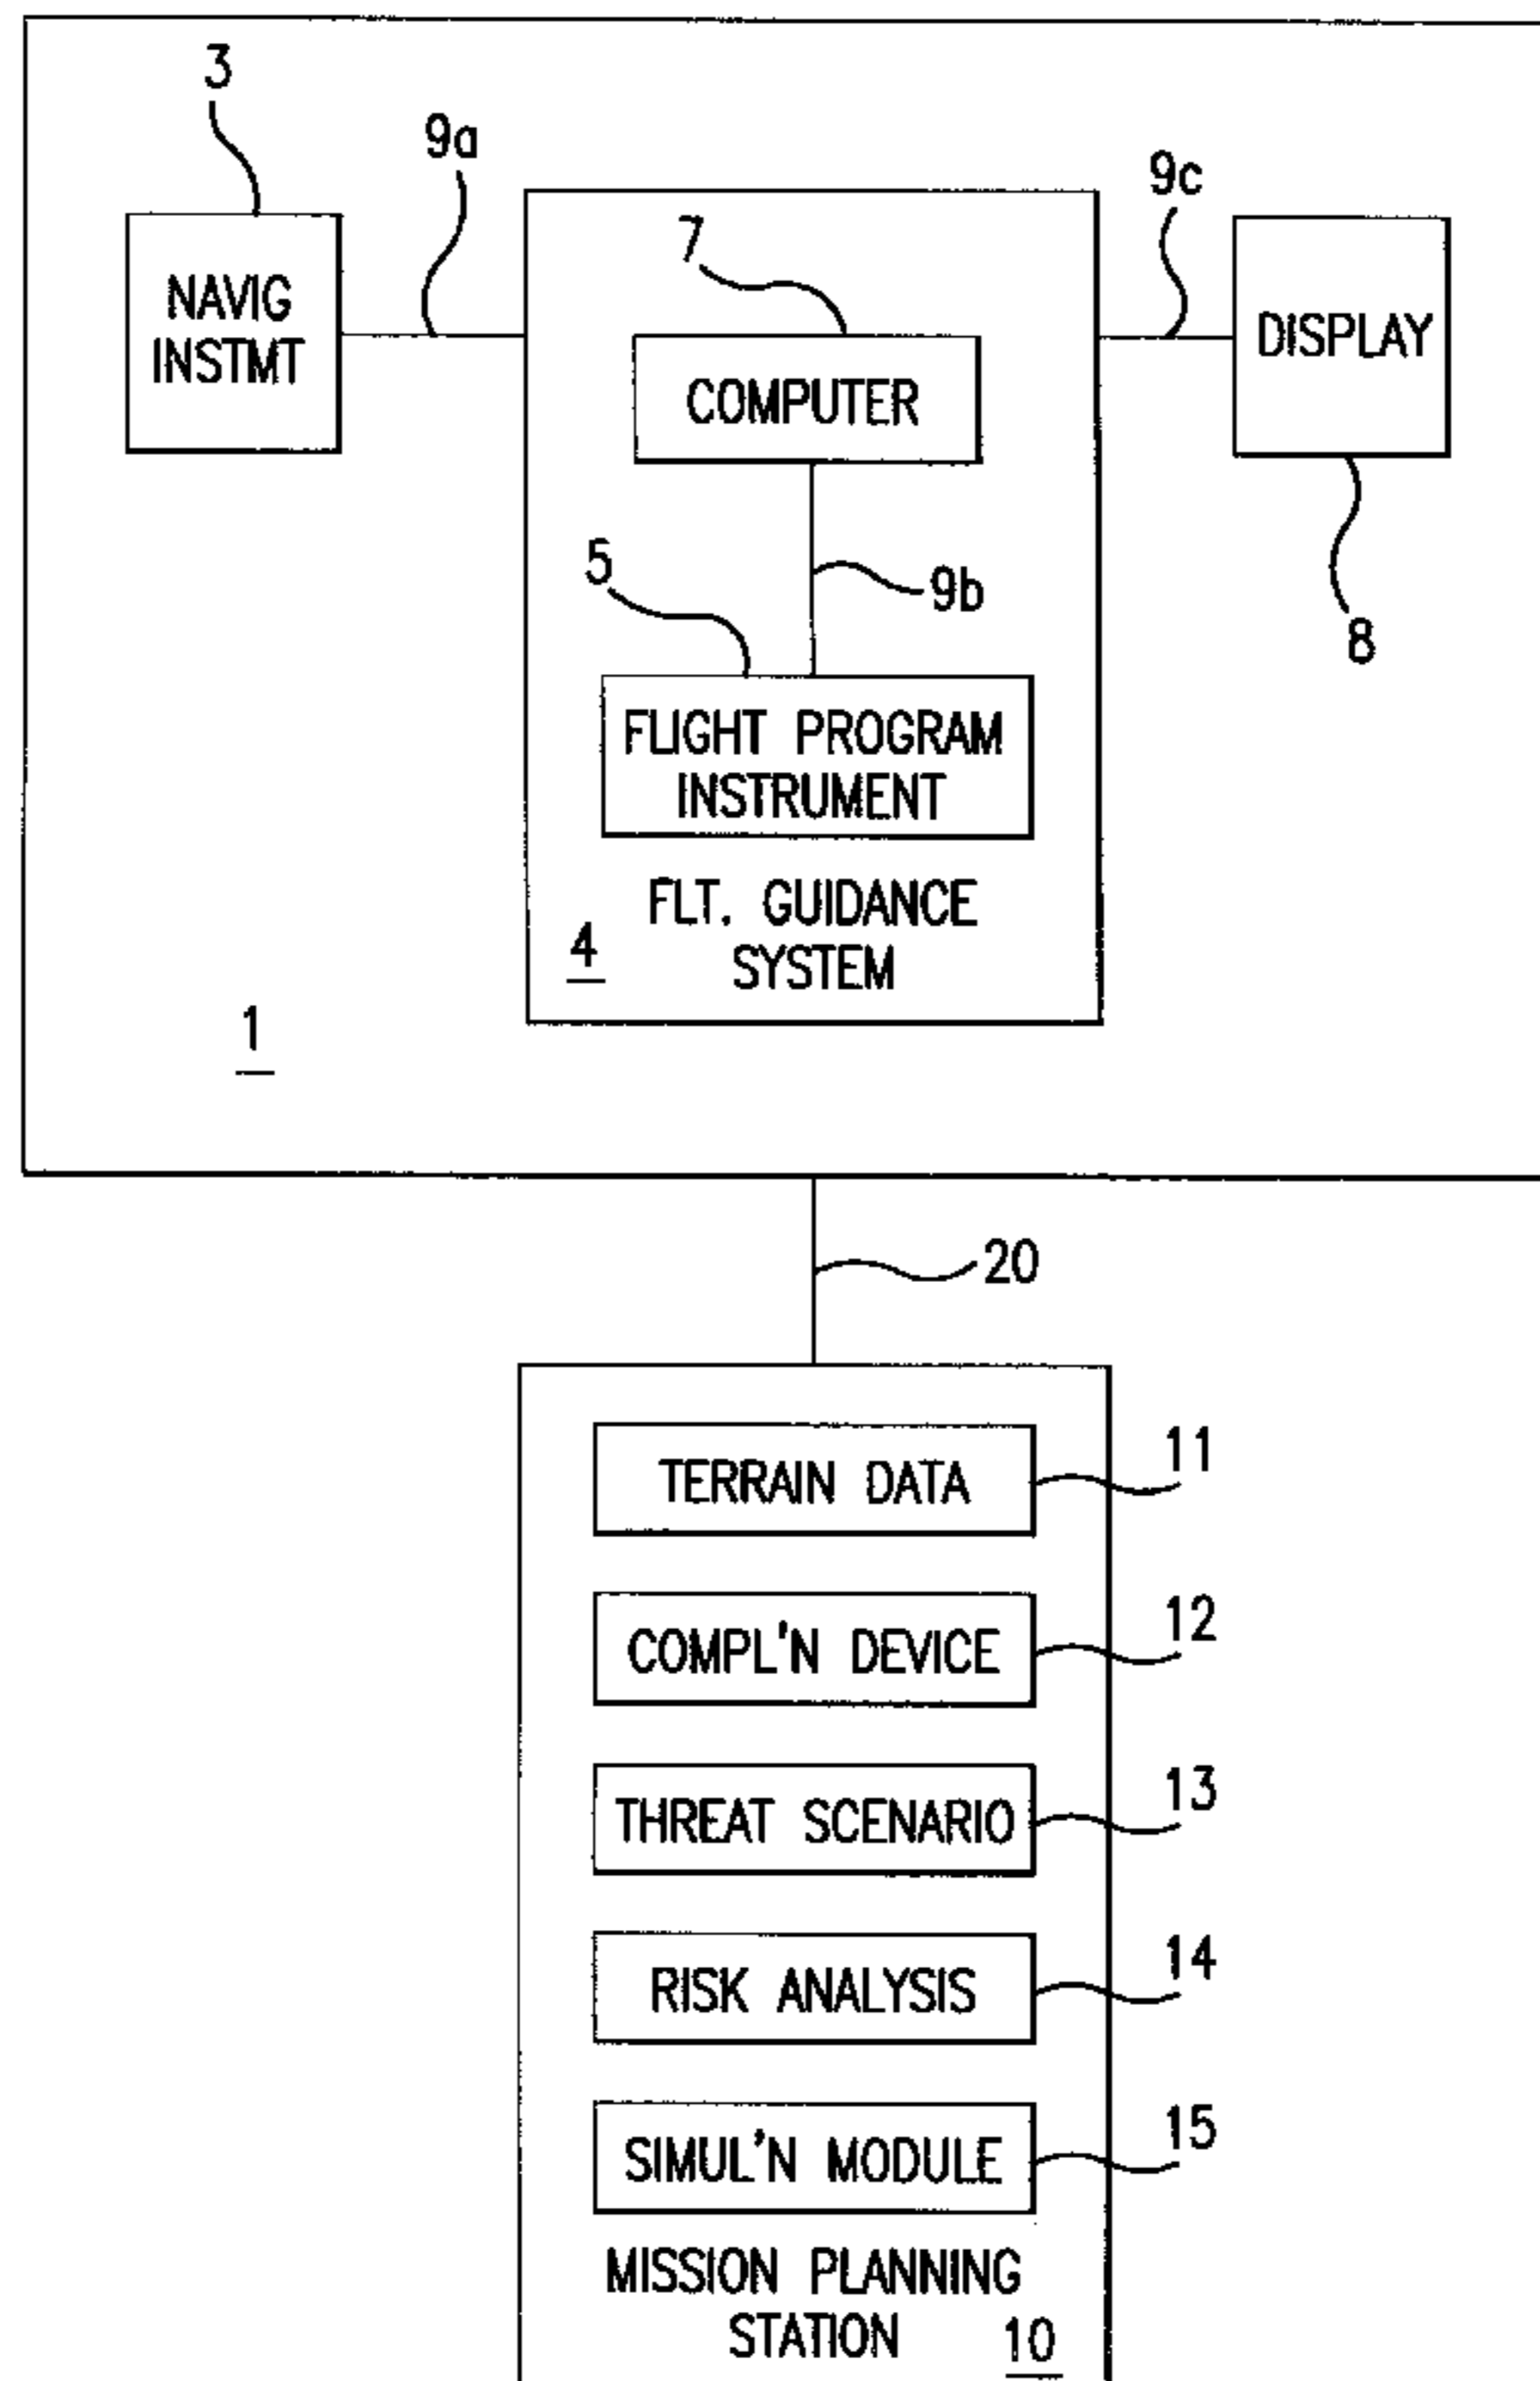 3
9a
9c
7
NAVIG
INSTMT
COMPUTER
DISPLAY
5
9b
8
FLIGHT PROGRAM
INSTRUMENT
FLT. GUIDANCE
SYSTEM
4
1
20
TERRAIN DATA
11
COMPL'N DEVICE
12
THREAT SCENARIO
13
RISK ANALYSIS
14
SIMUL'N MODULE
15
MISSION PLANNING
STATION
10